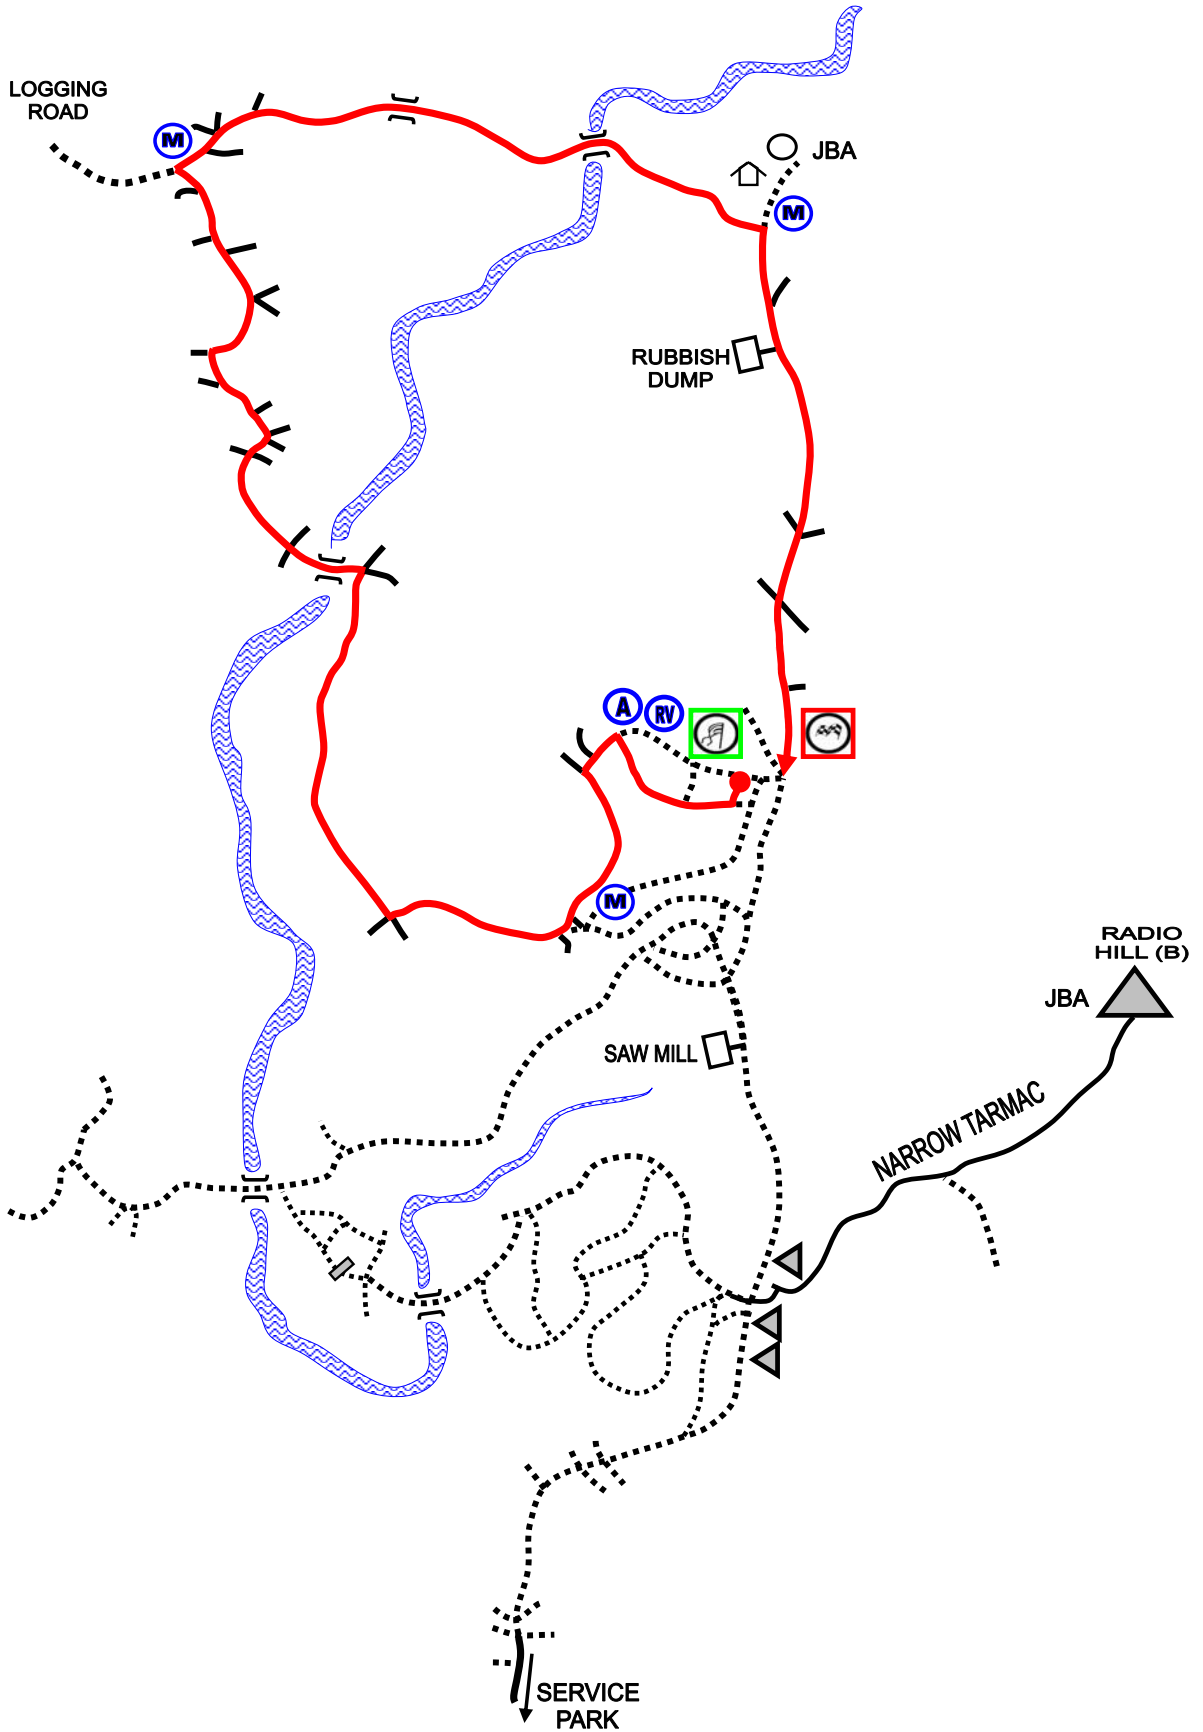 LOGGING
ROAD
M
JBA
M
RUBBISH
DUMP
A
RV
M
RADIO
HILL (B)
JBA
SAW MILL
NARROW TARMAC
SERVICE
PARK